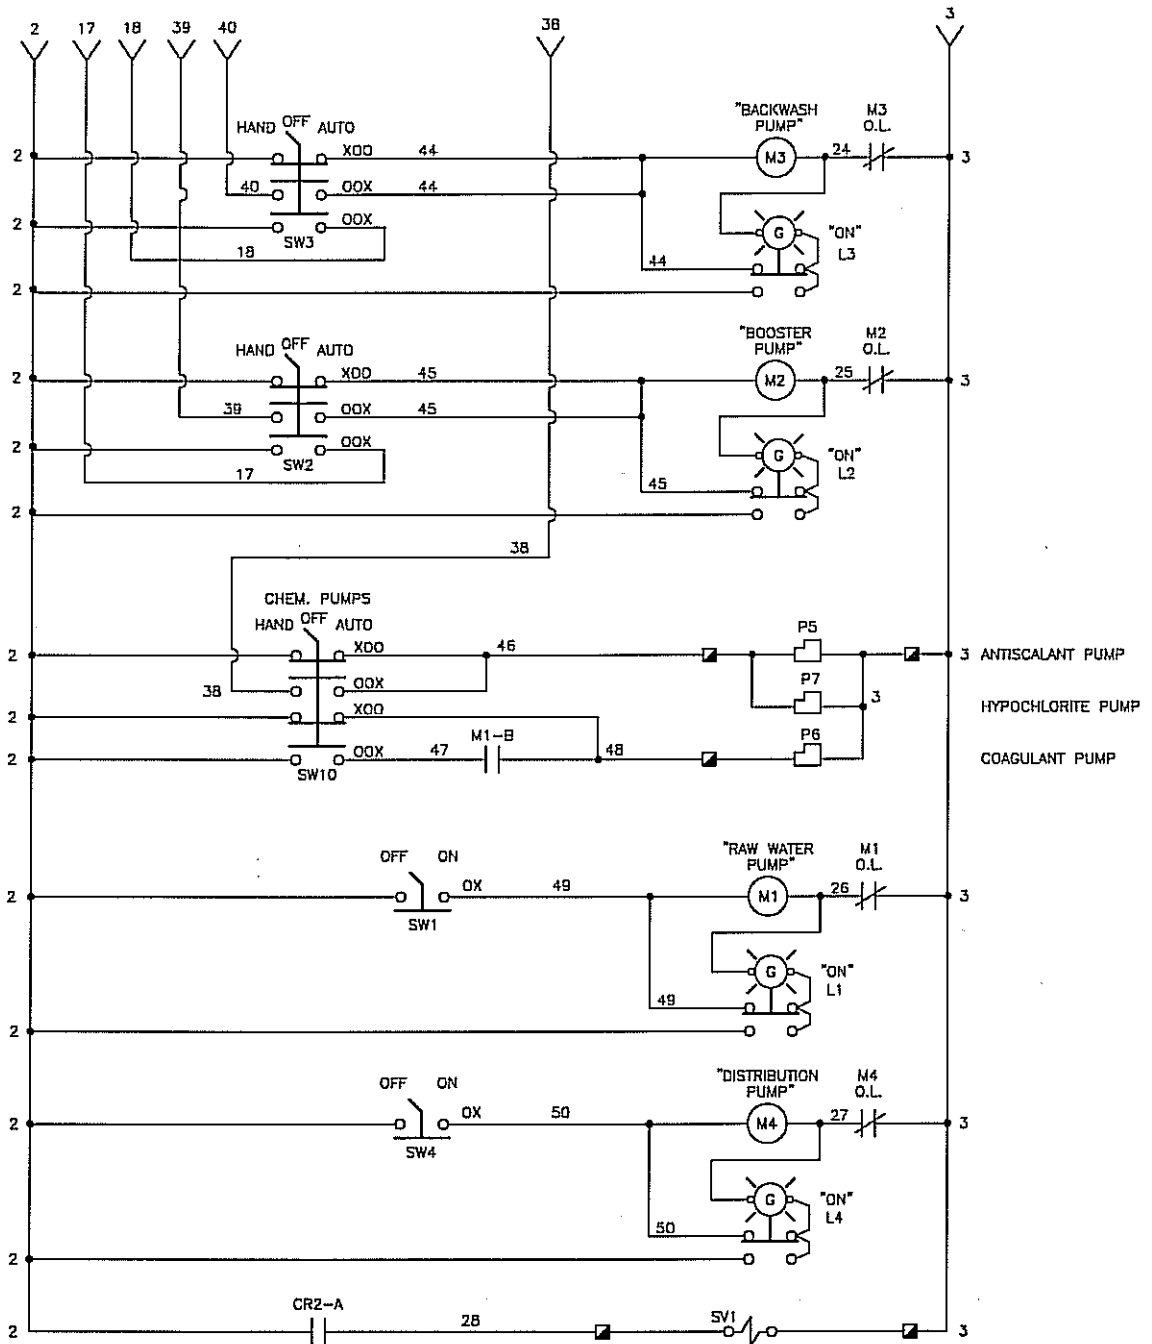 2 17 18 39 40 38 3
"BACKWASH PUMP" M3 O.L.
HAND OFF AUTO
2 XOO 44 M3 24 3
40 OOX 44
2 OOX G "ON" L3
SW3
18 44
2
"BOOSTER PUMP" M2 O.L.
HAND OFF AUTO
2 XOO 45 M2 25 3
39 OOX 45
2 OOX G "ON" L2
SW2
17 45
2
38
CHEM. PUMPS
HAND OFF AUTO
2 XOO 46 P5 3 ANTISCALANT PUMP
38 OOX P7 3 HYPOCHLORITE PUMP
2 XOO
2 OOX 47 M1-B 48 P6 COAGULANT PUMP
SW10
"RAW WATER PUMP" M1 O.L.
OFF ON
2 OX 49 M1 26 3
SW1
G "ON" L1
49
2
"DISTRIBUTION PUMP" M4 O.L.
OFF ON
2 OX 50 M4 27 3
SW4
G "ON" L4
50
2
CR2-A
2 28 SV1 3